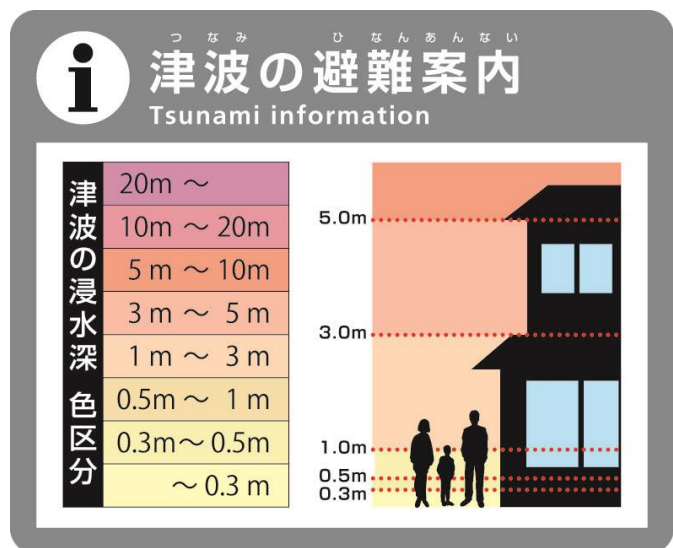 つなみ ひなんあんない
津波の避難案内
Tsunami information
津波の浸水深 色区分
20m ～
10m ～ 20m
5 m ～ 10m
3 m ～ 5 m
1 m ～ 3 m
0.5m ～ 1 m
0.3m～ 0.5m
～ 0.3 m
5.0m
3.0m
1.0m
0.5m
0.3m